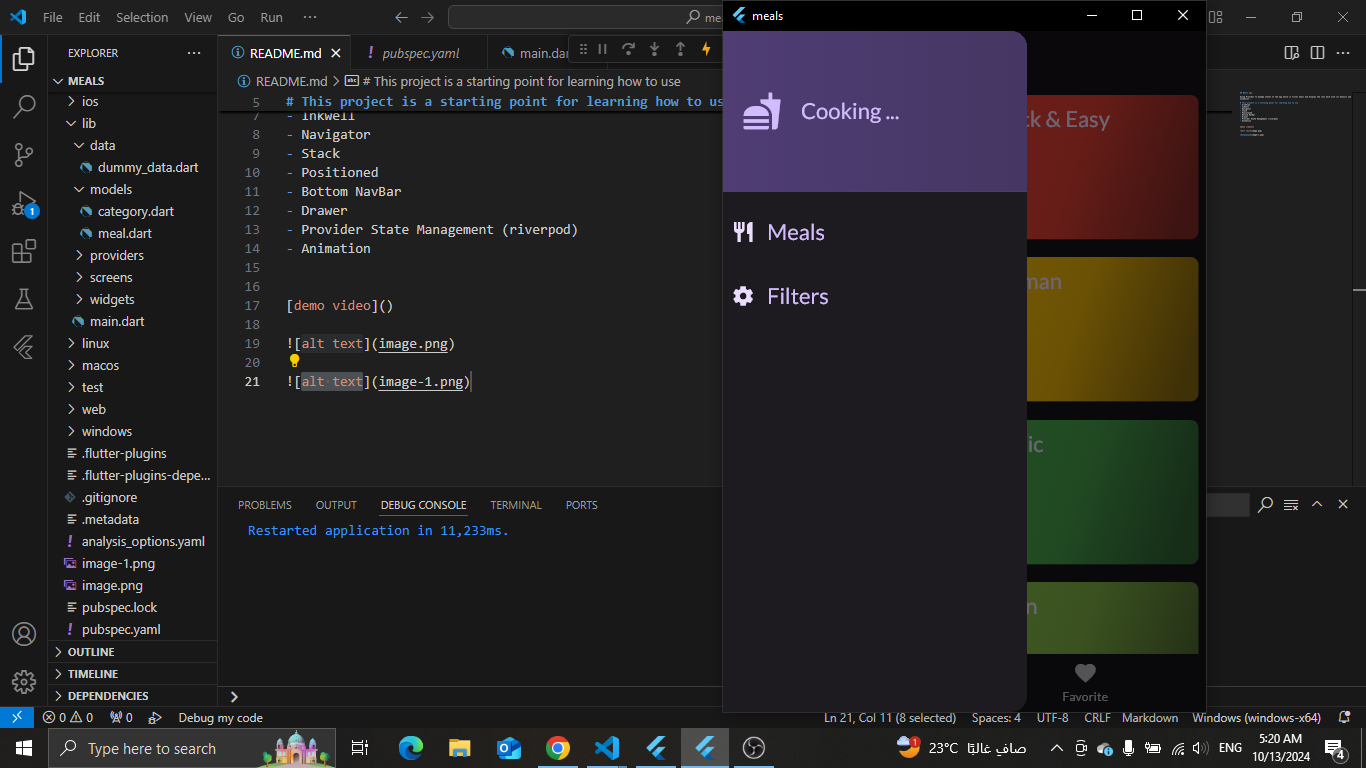 File Edit Selection View Go Run ···
me
meals
EXPLORER
MEALS
ios
lib
data
dummy_data.dart
models
category.dart
meal.dart
providers
screens
widgets
main.dart
linux
macos
test
web
windows
.flutter-plugins
.flutter-plugins-depe...
.gitignore
.metadata
analysis_options.yaml
image-1.png
image.png
pubspec.lock
pubspec.yaml
OUTLINE
TIMELINE
DEPENDENCIES
README.md
pubspec.yaml
main.dar
README.md > # This project is a starting point for learning how to use
5 # This project is a starting point for learning how to us
7 - Inkwell
8 - Navigator
9 - Stack
10 - Positioned
11 - Bottom NavBar
12 - Drawer
13 - Provider State Management (riverpod)
14 - Animation
15
16
17 [demo video]()
18
19 ![alt text](image.png)
20
21 ![alt text](image-1.png)
PROBLEMS OUTPUT DEBUG CONSOLE TERMINAL PORTS
Restarted application in 11,233ms.
Cooking ...
Meals
Filters
k & Easy
man
ic
n
Favorite
0 0 0 Debug my code
Ln 21, Col 11 (8 selected) Spaces: 4 UTF-8 CRLF Markdown Windows (windows-x64)
Type here to search
23°C صافٍ غالبًا
ENG
5:20 AM
10/13/2024
1
1
4